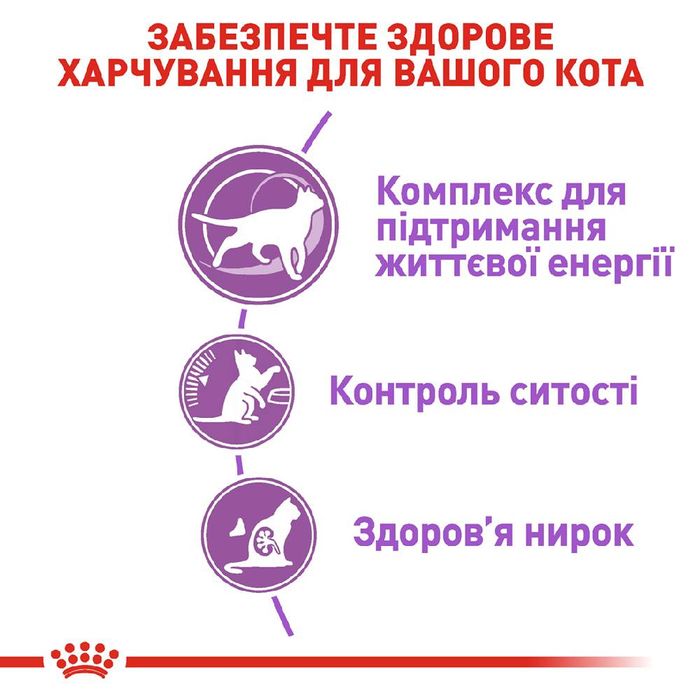 ЗАБЕЗПЕЧТЕ ЗДОРОВЕ
ХАРЧУВАННЯ ДЛЯ ВАШОГО КОТА
Комплекс для
підтримання
життєвої енергії
Контроль ситості
Здоров’я нирок